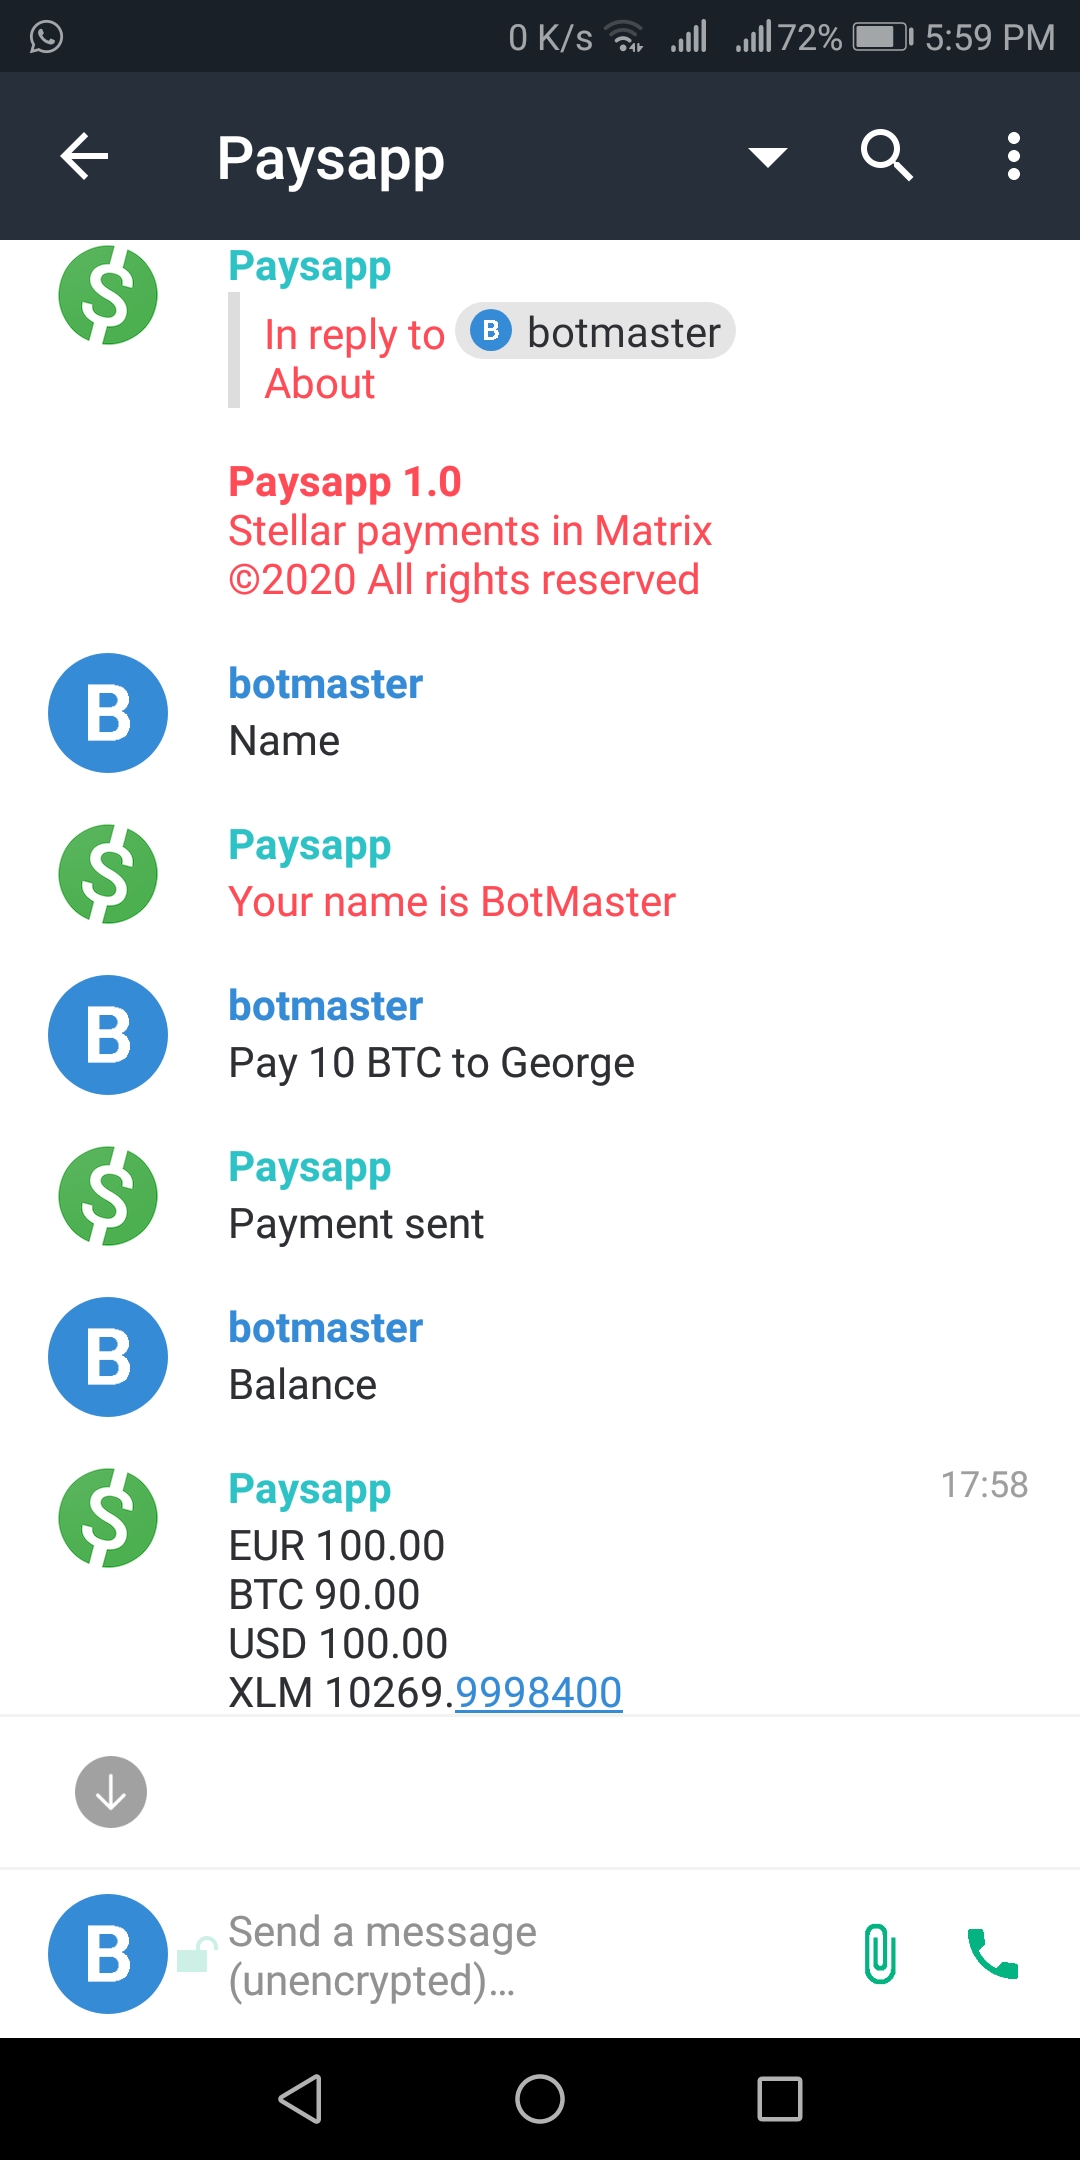 0 K/s 72% 5:59 PM
Paysapp
Paysapp
In reply to B botmaster
About
Paysapp 1.0
Stellar payments in Matrix
©2020 All rights reserved
B
botmaster
Name
Paysapp
Your name is BotMaster
B
botmaster
Pay 10 BTC to George
Paysapp
Payment sent
B
botmaster
Balance
Paysapp 17:58
EUR 100.00
BTC 90.00
USD 100.00
XLM 10269.9998400
B
Send a message
(unencrypted)...